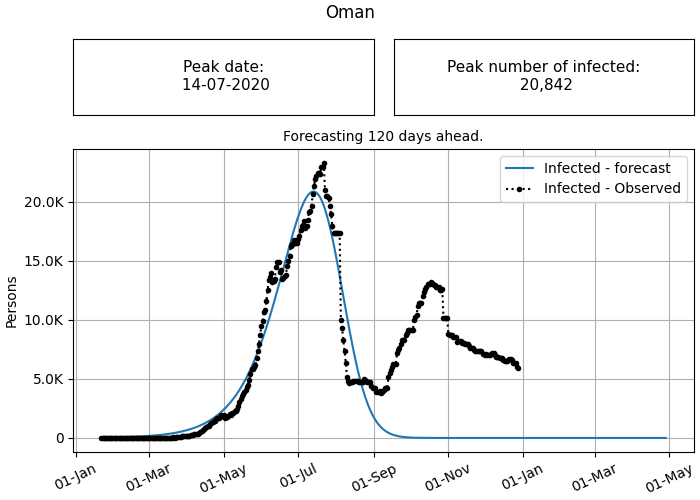 Oman
Peak date:
14-07-2020
Peak number of infected:
20,842
Forecasting 120 days ahead.
Infected - forecast
Infected - Observed
Persons
20.0K
15.0K
10.0K
5.0K
0
01-Jan
01-Mar
01-May
01-Jul
01-Sep
01-Nov
01-Jan
01-Mar
01-May